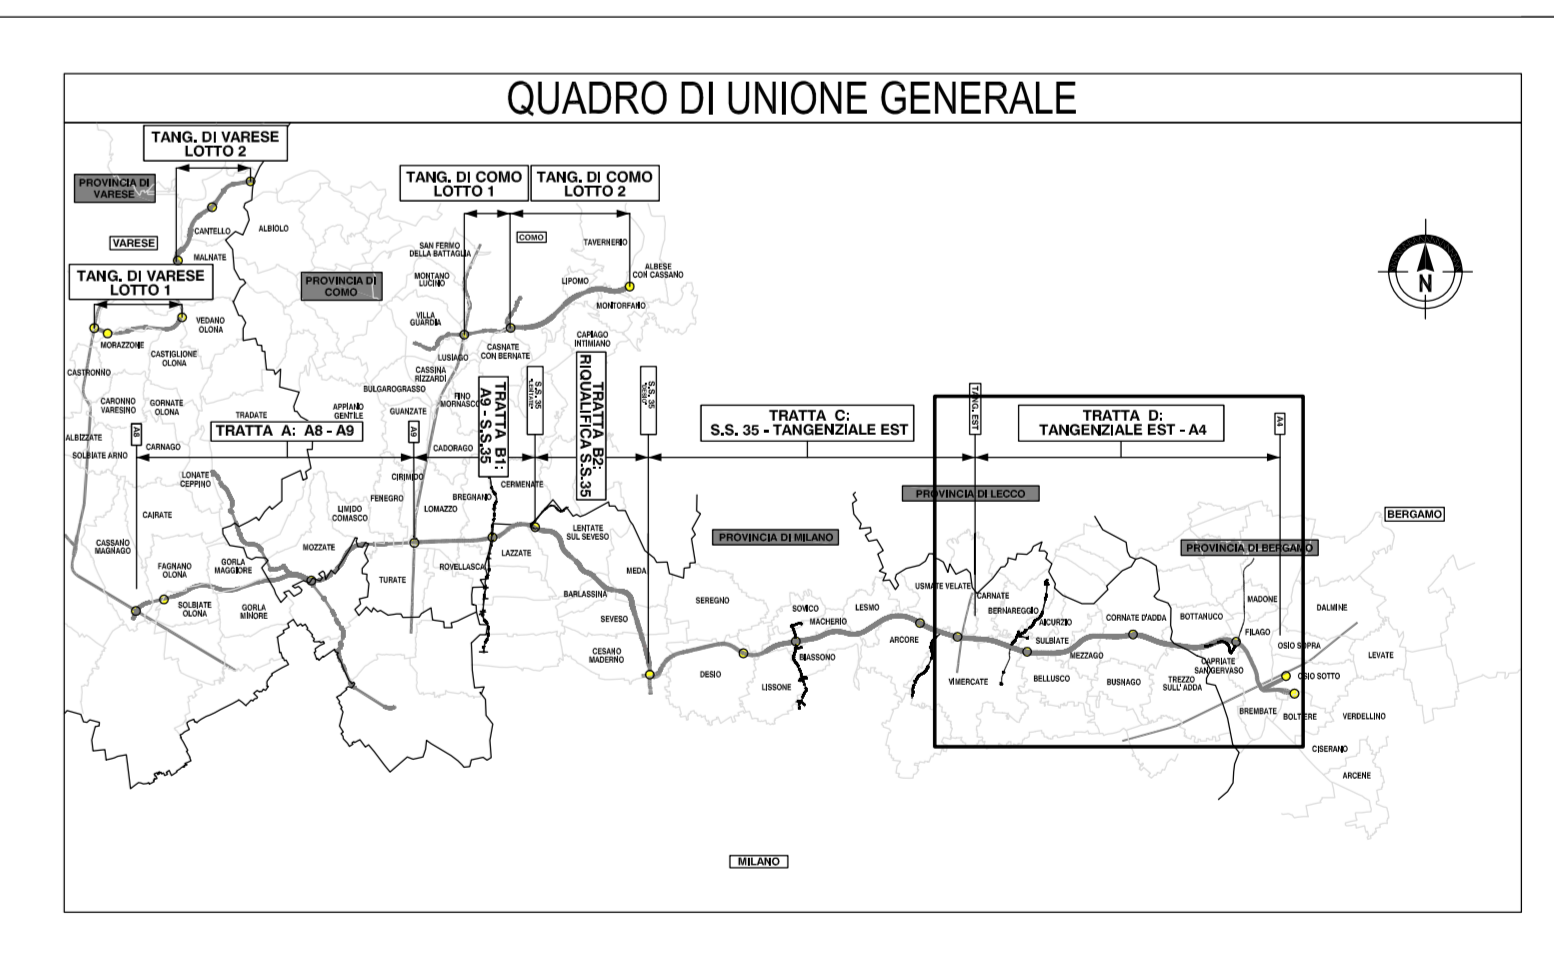 QUADRO DI UNIONE GENERALE
TANG. DI VARESE
LOTTO 2
PROVINCIA DI
VARESE
CANTELLO
ALBIOLO
VARESE
MALNATE
TANG. DI VARESE
LOTTO 1
VEDANO
OLONA
MORAZZONE
CASTIGLIONE
OLONA
CASTRONNO
CARONNO
VARESINO
GORNATE
OLONA
TRADATE
ALBIZZATE
CARNAGO
SOLBIATE ARNO
PROVINCIA DI
COMO
TANG. DI COMO
LOTTO 1
TANG. DI COMO
LOTTO 2
SAN FERMO
DELLA BATTAGLIA
COMO
TAVERNERIO
MONTANO
LUCINO
LIPOMO
ALBESE
CON CASSANO
MONTORFANO
VILLA
GUARDIA
LUSIAGO
CASNATE
CON BERNATE
CAPIAGO
INTIMIANO
CASSINA
RIZZARDI
BULGAROGRASSO
FINO
MORNASCO
APPIANO
GENTILE
GUANZATE
CADORAGO
A8
TRATTA A: A8 - A9
A9
TRATTA B1:
A9 - S.S.35
S.S. 35
TRATTA B2:
RIQUALIFICA S.S.35
S.S. 35
TRATTA C:
S.S. 35 - TANGENZIALE EST
TANG. EST
TRATTA D:
TANGENZIALE EST - A4
A4
LONATE
CEPPINO
CIRIMIDO
FENEGRO
LIMIDO
COMASCO
LOMAZZO
BREGNANO
CERMENATE
CAIRATE
CASSANO
MAGNAGO
MOZZATE
LAZZATE
LENTATE
SUL SEVESO
FAGNANO
OLONA
GORLA
MAGGIORE
ROVELLASCA
TURATE
SOLBIATE
OLONA
GORLA
MINORE
MEDA
BARLASSINA
SEVESO
CESANO
MADERNO
PROVINCIA DI MILANO
SEREGNO
SOVICO
MACHERIO
LESMO
BIASSONO
DESIO
LISSONE
ARCORE
PROVINCIA DI LECCO
USMATE VELATE
CARNATE
BERNAREGGIO
AICURZIO
SULBIATE
MEZZAGO
VIMERCATE
BELLUSCO
BUSNAGO
CORNATE D'ADDA
BOTTANUCO
TREZZO
SULL' ADDA
CAPRIATE
SAN GERVASO
FILAGO
MADONE
PROVINCIA DI BERGAMO
BERGAMO
DALMINE
OSIO SOPRA
LEVATE
OSIO SOTTO
BREMBATE
BOLTIERE
VERDELLINO
CISERANO
ARCENE
MILANO
N